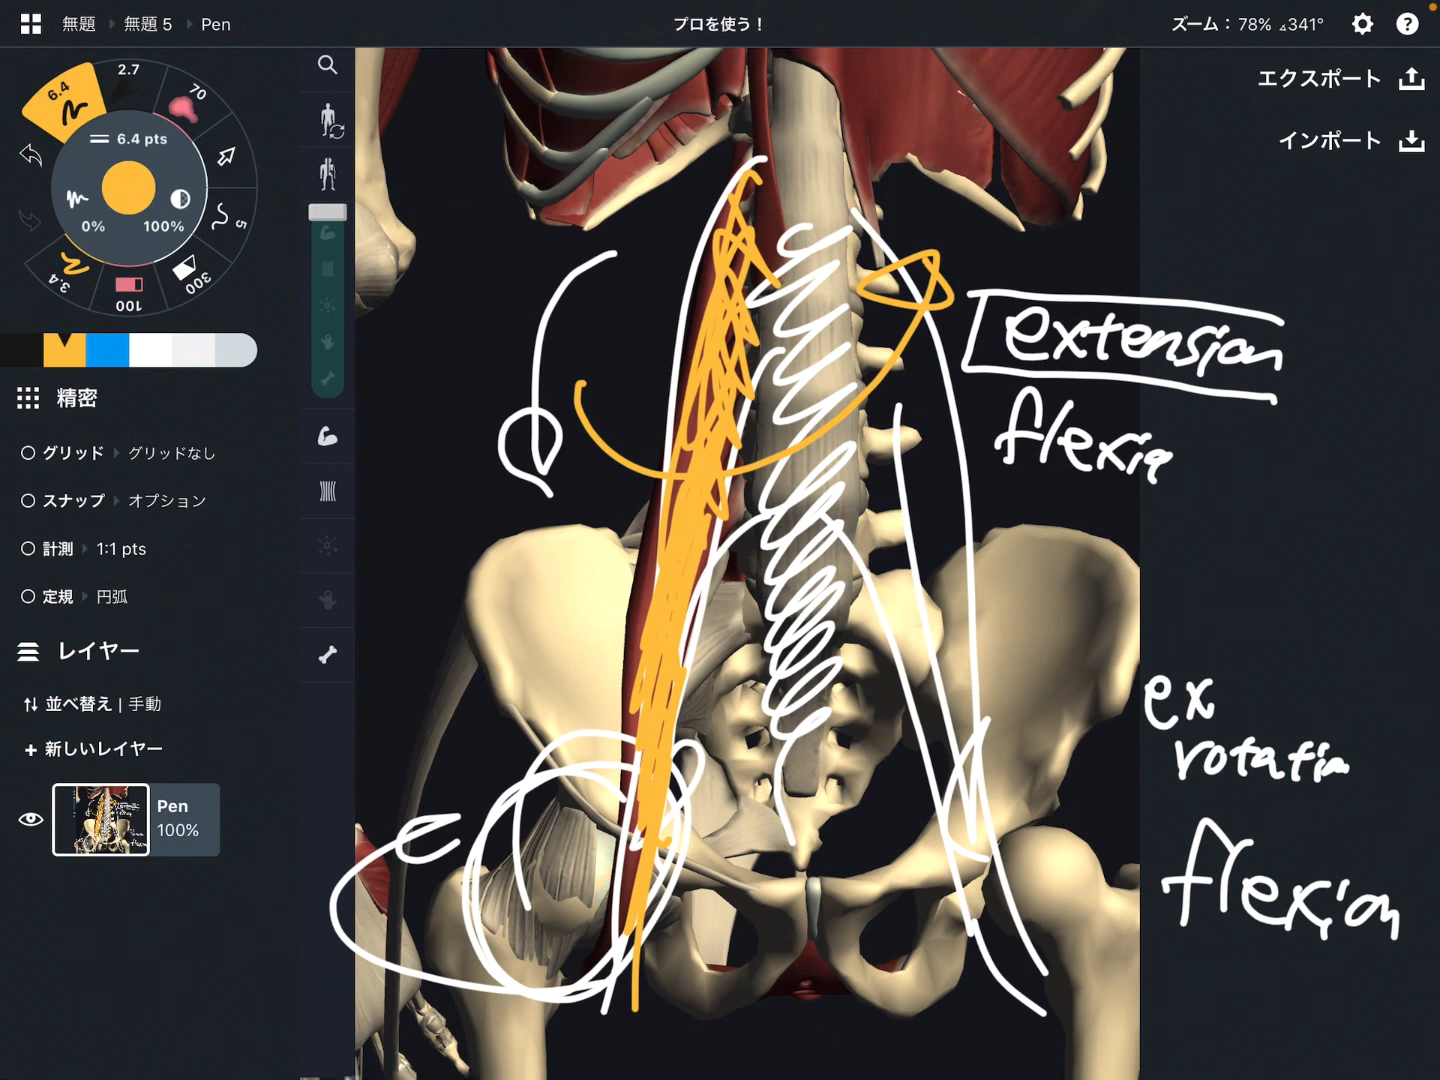 無題 無題 5 Pen
プロを使う！
ズーム： 78% ⊿341°
エクスポート
インポート
2.7
6.4
70
6.4 pts
0% 100%
5
3.4
300
100
精密
グリッド グリッドなし
スナップ オプション
計測 1:1 pts
定規 円弧
レイヤー
並べ替え | 手動
+ 新しいレイヤー
Pen
100%
extension
flexion
ex
rotation
flexion